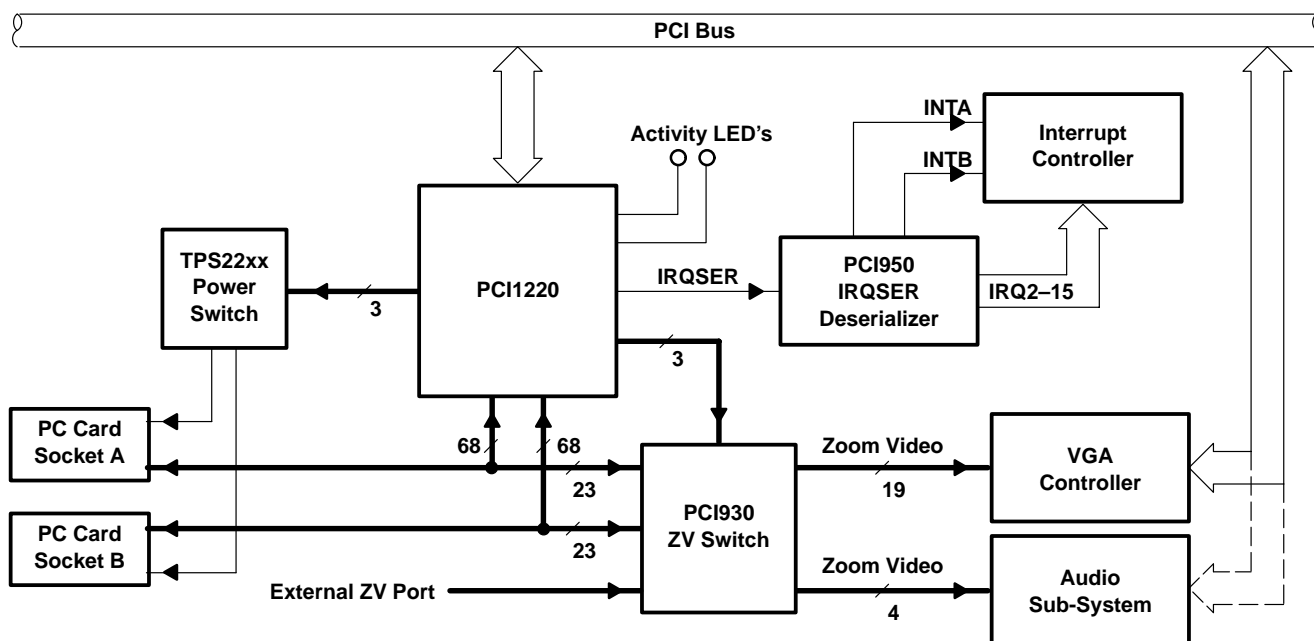 PCI Bus
Activity LED’s
INTA
INTB
Interrupt
Controller
TPS22xx
Power
Switch
3
PCI1220
IRQSER
PCI950
IRQSER
Deserializer
IRQ2–15
3
PC Card
Socket A
68
68
23
Zoom Video
19
VGA
Controller
PC Card
Socket B
23
PCI930
ZV Switch
External ZV Port
Zoom Video
4
Audio
Sub-System